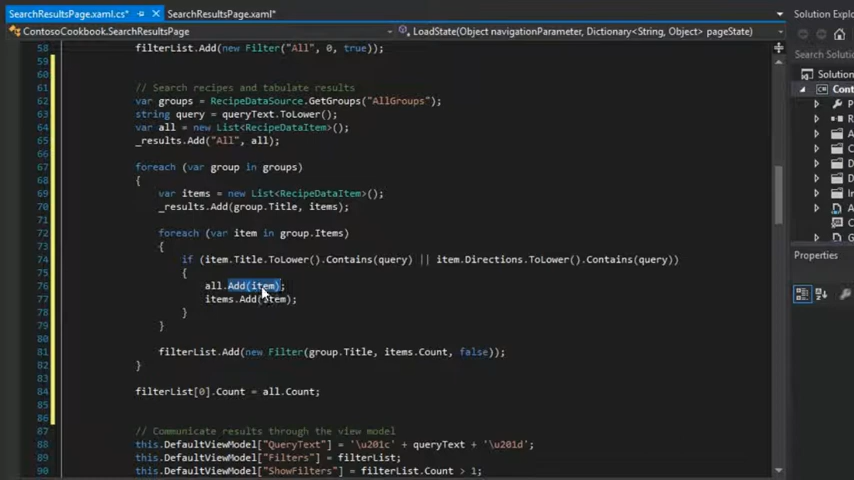 SearchResultsPage.xaml.cs* SearchResultsPage.xaml*
ContosoCookbook.SearchResultsPage LoadState(Object navigationParameter, Dictionary<String, Object> pageState)
58 filterList.Add(new Filter("All", 0, true));
59
60
61 // Search recipes and tabulate results
62 var groups = RecipeDataSource.GetGroups("AllGroups");
63 string query = queryText.ToLower();
64 var all = new List<RecipeDataItem>();
65 _results.Add("All", all);
66
67 foreach (var group in groups)
68 {
69 var items = new List<RecipeDataItem>();
70 _results.Add(group.Title, items);
71
72 foreach (var item in group.Items)
73 {
74 if (item.Title.ToLower().Contains(query) || item.Directions.ToLower().Contains(query))
75 {
76 all.Add(item);
77 items.Add(item);
78 }
79 }
80
81 filterList.Add(new Filter(group.Title, items.Count, false));
82 }
83
84 filterList[0].Count = all.Count;
85
86
87 // Communicate results through the view model
88 this.DefaultViewModel["QueryText"] = '\u201c' + queryText + '\u201d';
89 this.DefaultViewModel["Filters"] = filterList;
90 this.DefaultViewModel["ShowFilters"] = filterList.Count > 1;
Solution Explo
Search Solution
Solution
Cont
P
R
A
C
D
D
I
A
C
Properties